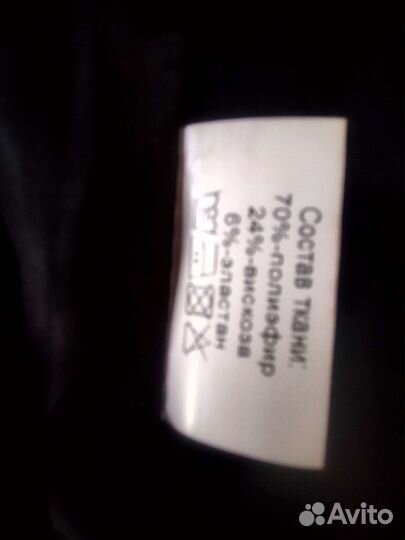 Состав ткани:
70%-полиэфир
24%-вискоза
6%-эластан
Avito